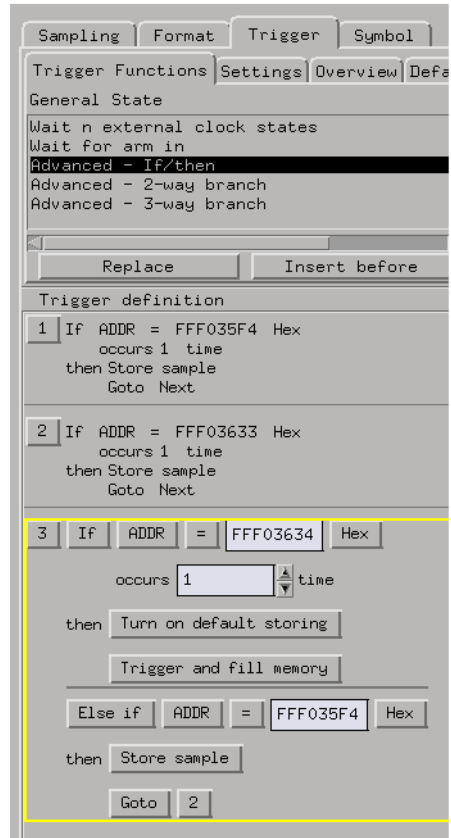 Sampling Format Trigger Symbol
Trigger Functions Settings Overview Defa
General State
Wait n external clock states
Wait for arm in
Advanced - If/then
Advanced - 2-way branch
Advanced - 3-way branch
Replace Insert before
Trigger definition
1 If ADDR = FFF035F4 Hex
occurs 1 time
then Store sample
Goto Next
2 If ADDR = FFF03633 Hex
occurs 1 time
then Store sample
Goto Next
3 If ADDR = FFF03634 Hex
occurs 1 time
then Turn on default storing
Trigger and fill memory
Else if ADDR = FFF035F4 Hex
then Store sample
Goto 2